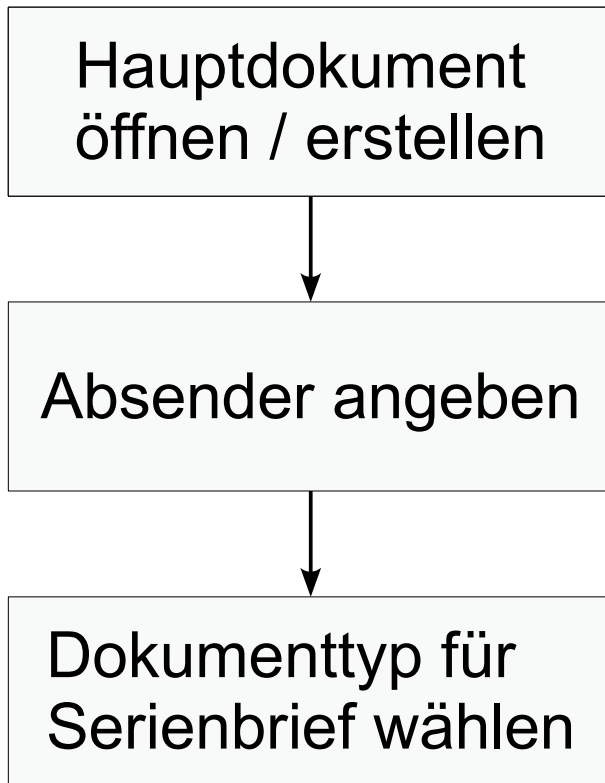 Hauptdokument
öffnen / erstellen
Absender angeben
Dokumenttyp für
Serienbrief wählen